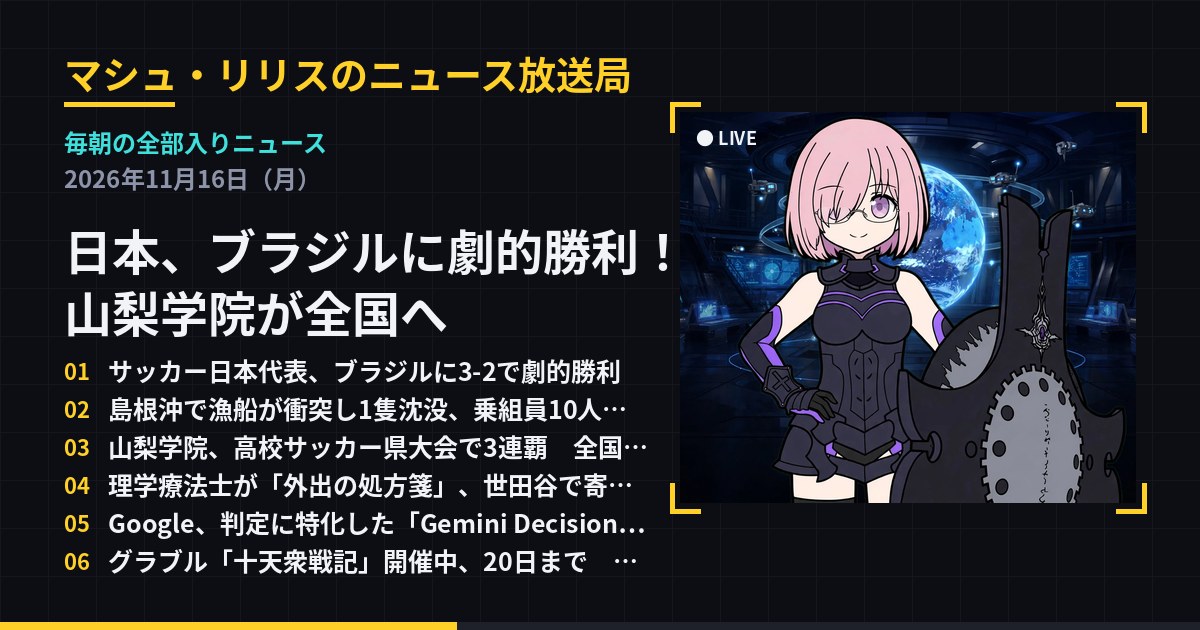 マシュ・リリスのニュース放送局
毎朝の全部入りニュース
2026年11月16日（月）
日本、ブラジルに劇的勝利！
山梨学院が全国へ
01 サッカー日本代表、ブラジルに3-2で劇的勝利
02 島根沖で漁船が衝突し1隻沈没、乗組員10人…
03 山梨学院、高校サッカー県大会で3連覇　全国…
04 理学療法士が「外出の処方箋」、世田谷で寄…
05 Google、判定に特化した「Gemini Decision…
06 グラブル「十天衆戦記」開催中、20日まで　…
LIVE